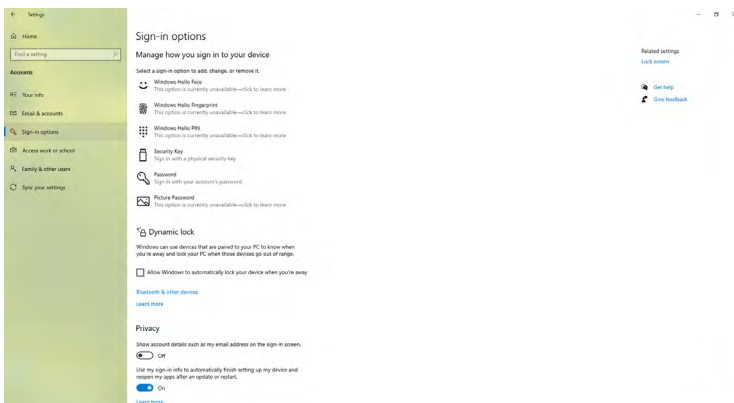 Settings
Home
Find a setting
Accounts
Your info
Email & accounts
Sign-in options
Access work or school
Family & other users
Sync your settings
Sign-in options
Manage how you sign in to your device
Select a sign-in option to add, change, or remove it.
Windows Hello Face
This option is currently unavailable—click to learn more
Windows Hello Fingerprint
This option is currently unavailable—click to learn more
Windows Hello PIN
This option is currently unavailable—click to learn more
Security Key
Sign in with a physical security key
Password
Sign in with your account's password
Picture Password
This option is currently unavailable—click to learn more
Dynamic lock
Windows can use devices that are paired to your PC to know when
you're away and lock your PC when those devices go out of range.
Allow Windows to automatically lock your device when you're away
Bluetooth & other devices
Learn more
Privacy
Show account details such as my email address on the sign-in screen.
Off
Use my sign-in info to automatically finish setting up my device and
reopen my apps after an update or restart.
On
Learn more
Related settings
Lock screen
Get help
Give feedback